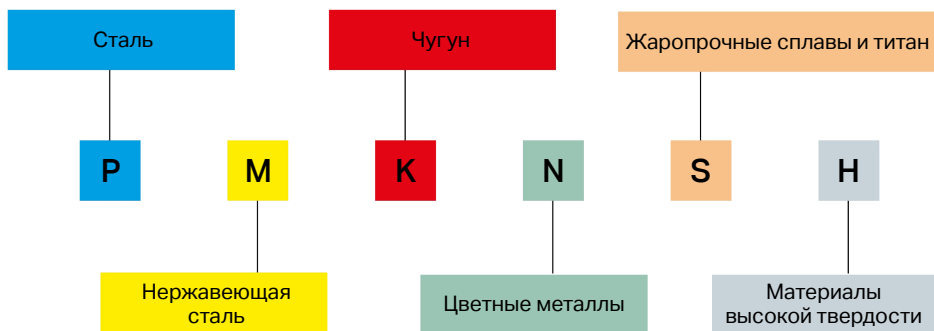 Сталь
Чугун
Жаропрочные сплавы и титан
P
M
K
N
S
H
Нержавеющая
сталь
Цветные металлы
Материалы
высокой твердости